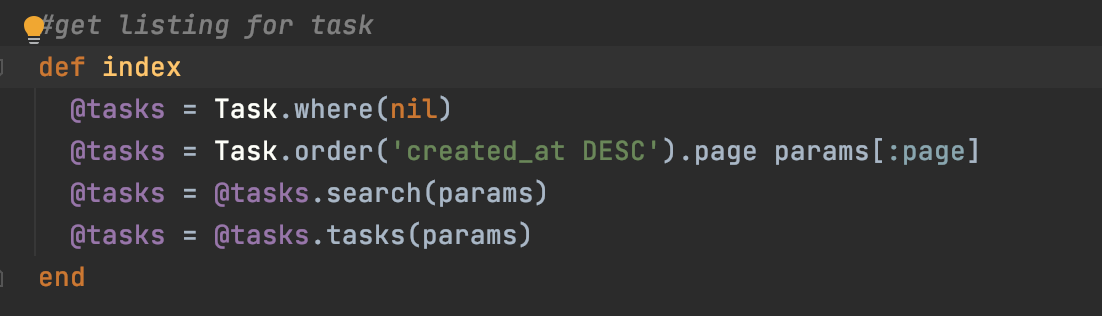 #get listing for task
def index
  @tasks = Task.where(nil)
  @tasks = Task.order('created_at DESC').page params[:page]
  @tasks = @tasks.search(params)
  @tasks = @tasks.tasks(params)
end